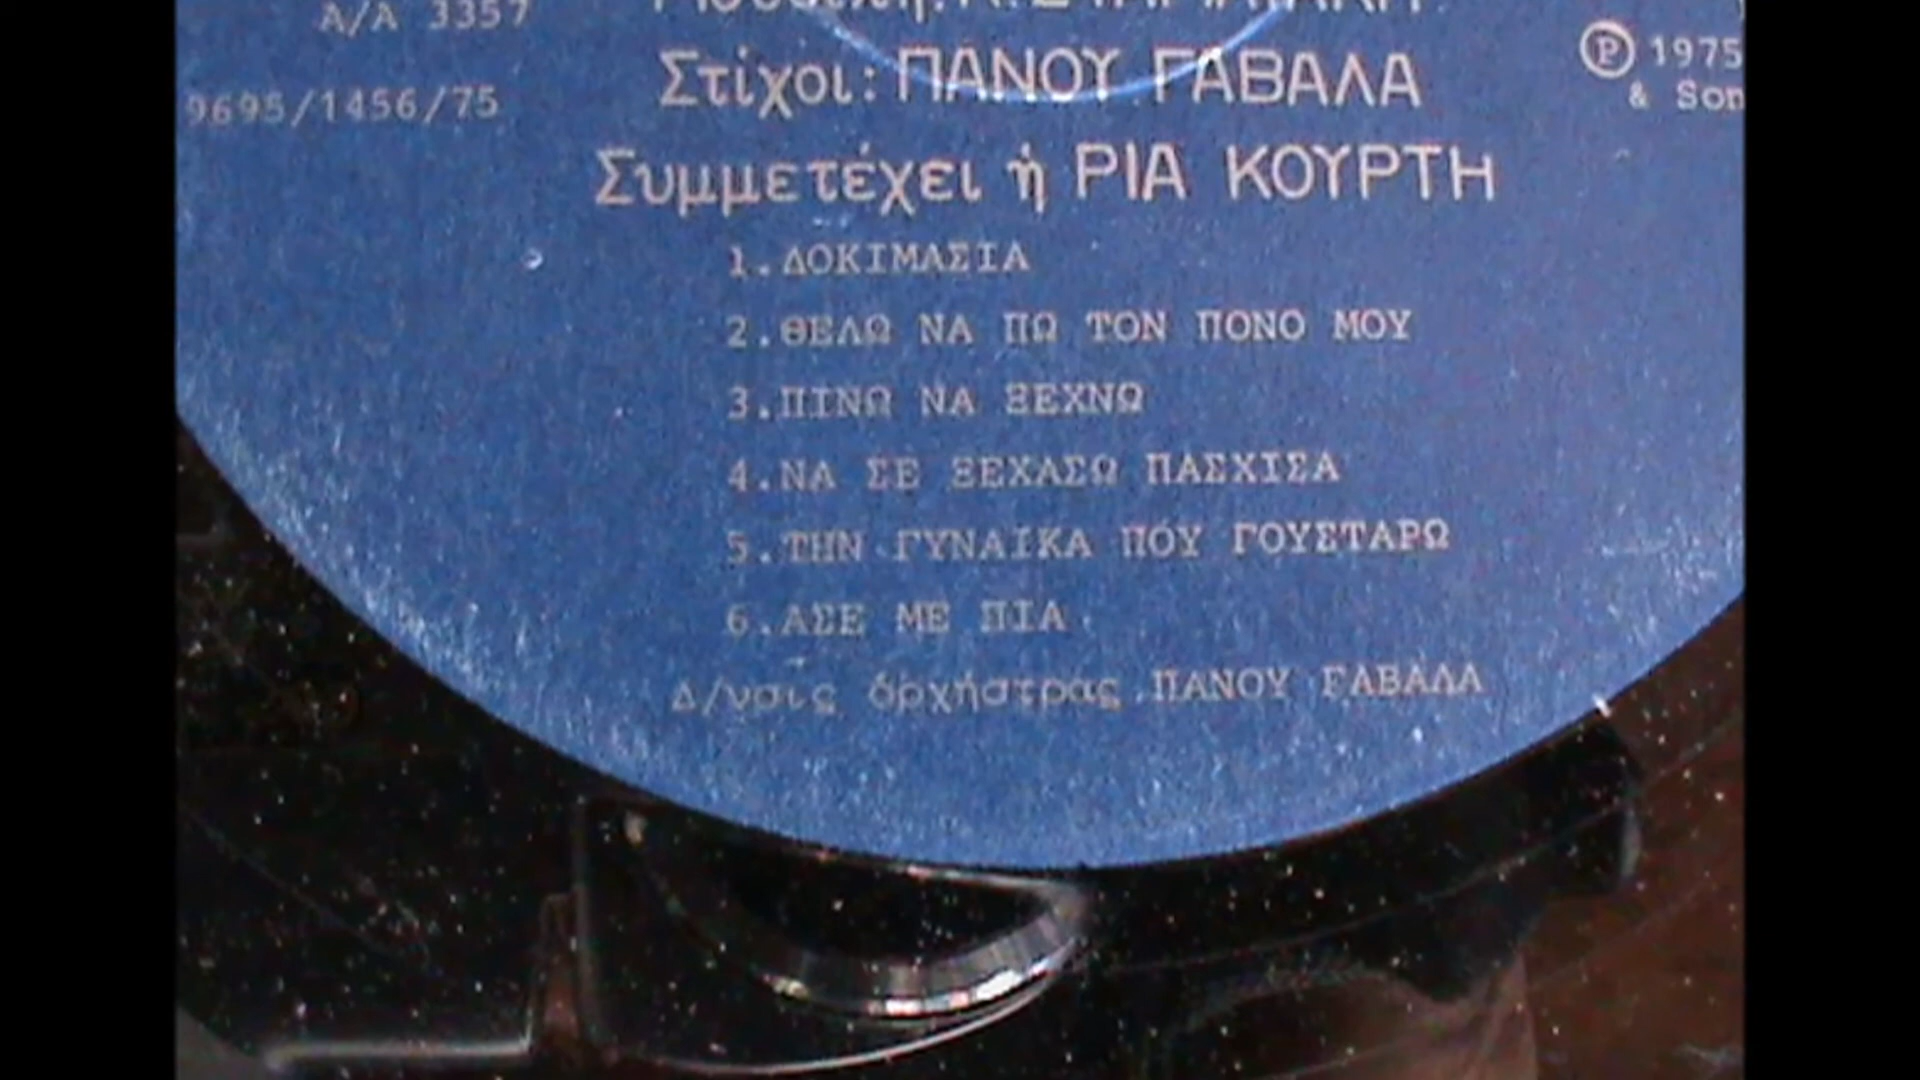 A/A 3357
Στίχοι: ΠΑΝΟΥ ΓΑΒΑΛΑ
Ⓟ 1975
& Son
9695/1456/75
Συμμετέχει ἡ ΡΙΑ ΚΟΥΡΤΗ
1.ΔΟΚΙΜΑΣΙΑ
2.ΘΕΛΩ ΝΑ ΠΩ ΤΟΝ ΠΟΝΟ ΜΟΥ
3.ΠΙΝΩ ΝΑ ΞΕΧΝΩ
4.ΝΑ ΣΕ ΞΕΧΑΣΩ ΠΑΣΧΙΣΑ
5.ΤΗΝ ΓΥΝΑΙΚΑ ΠΟΥ ΓΟΥΣΤΑΡΩ
6.ΑΣΕ ΜΕ ΠΙΑ
Δ/νσις ὀρχήστρας ΠΑΝΟΥ ΓΑΒΑΛΑ